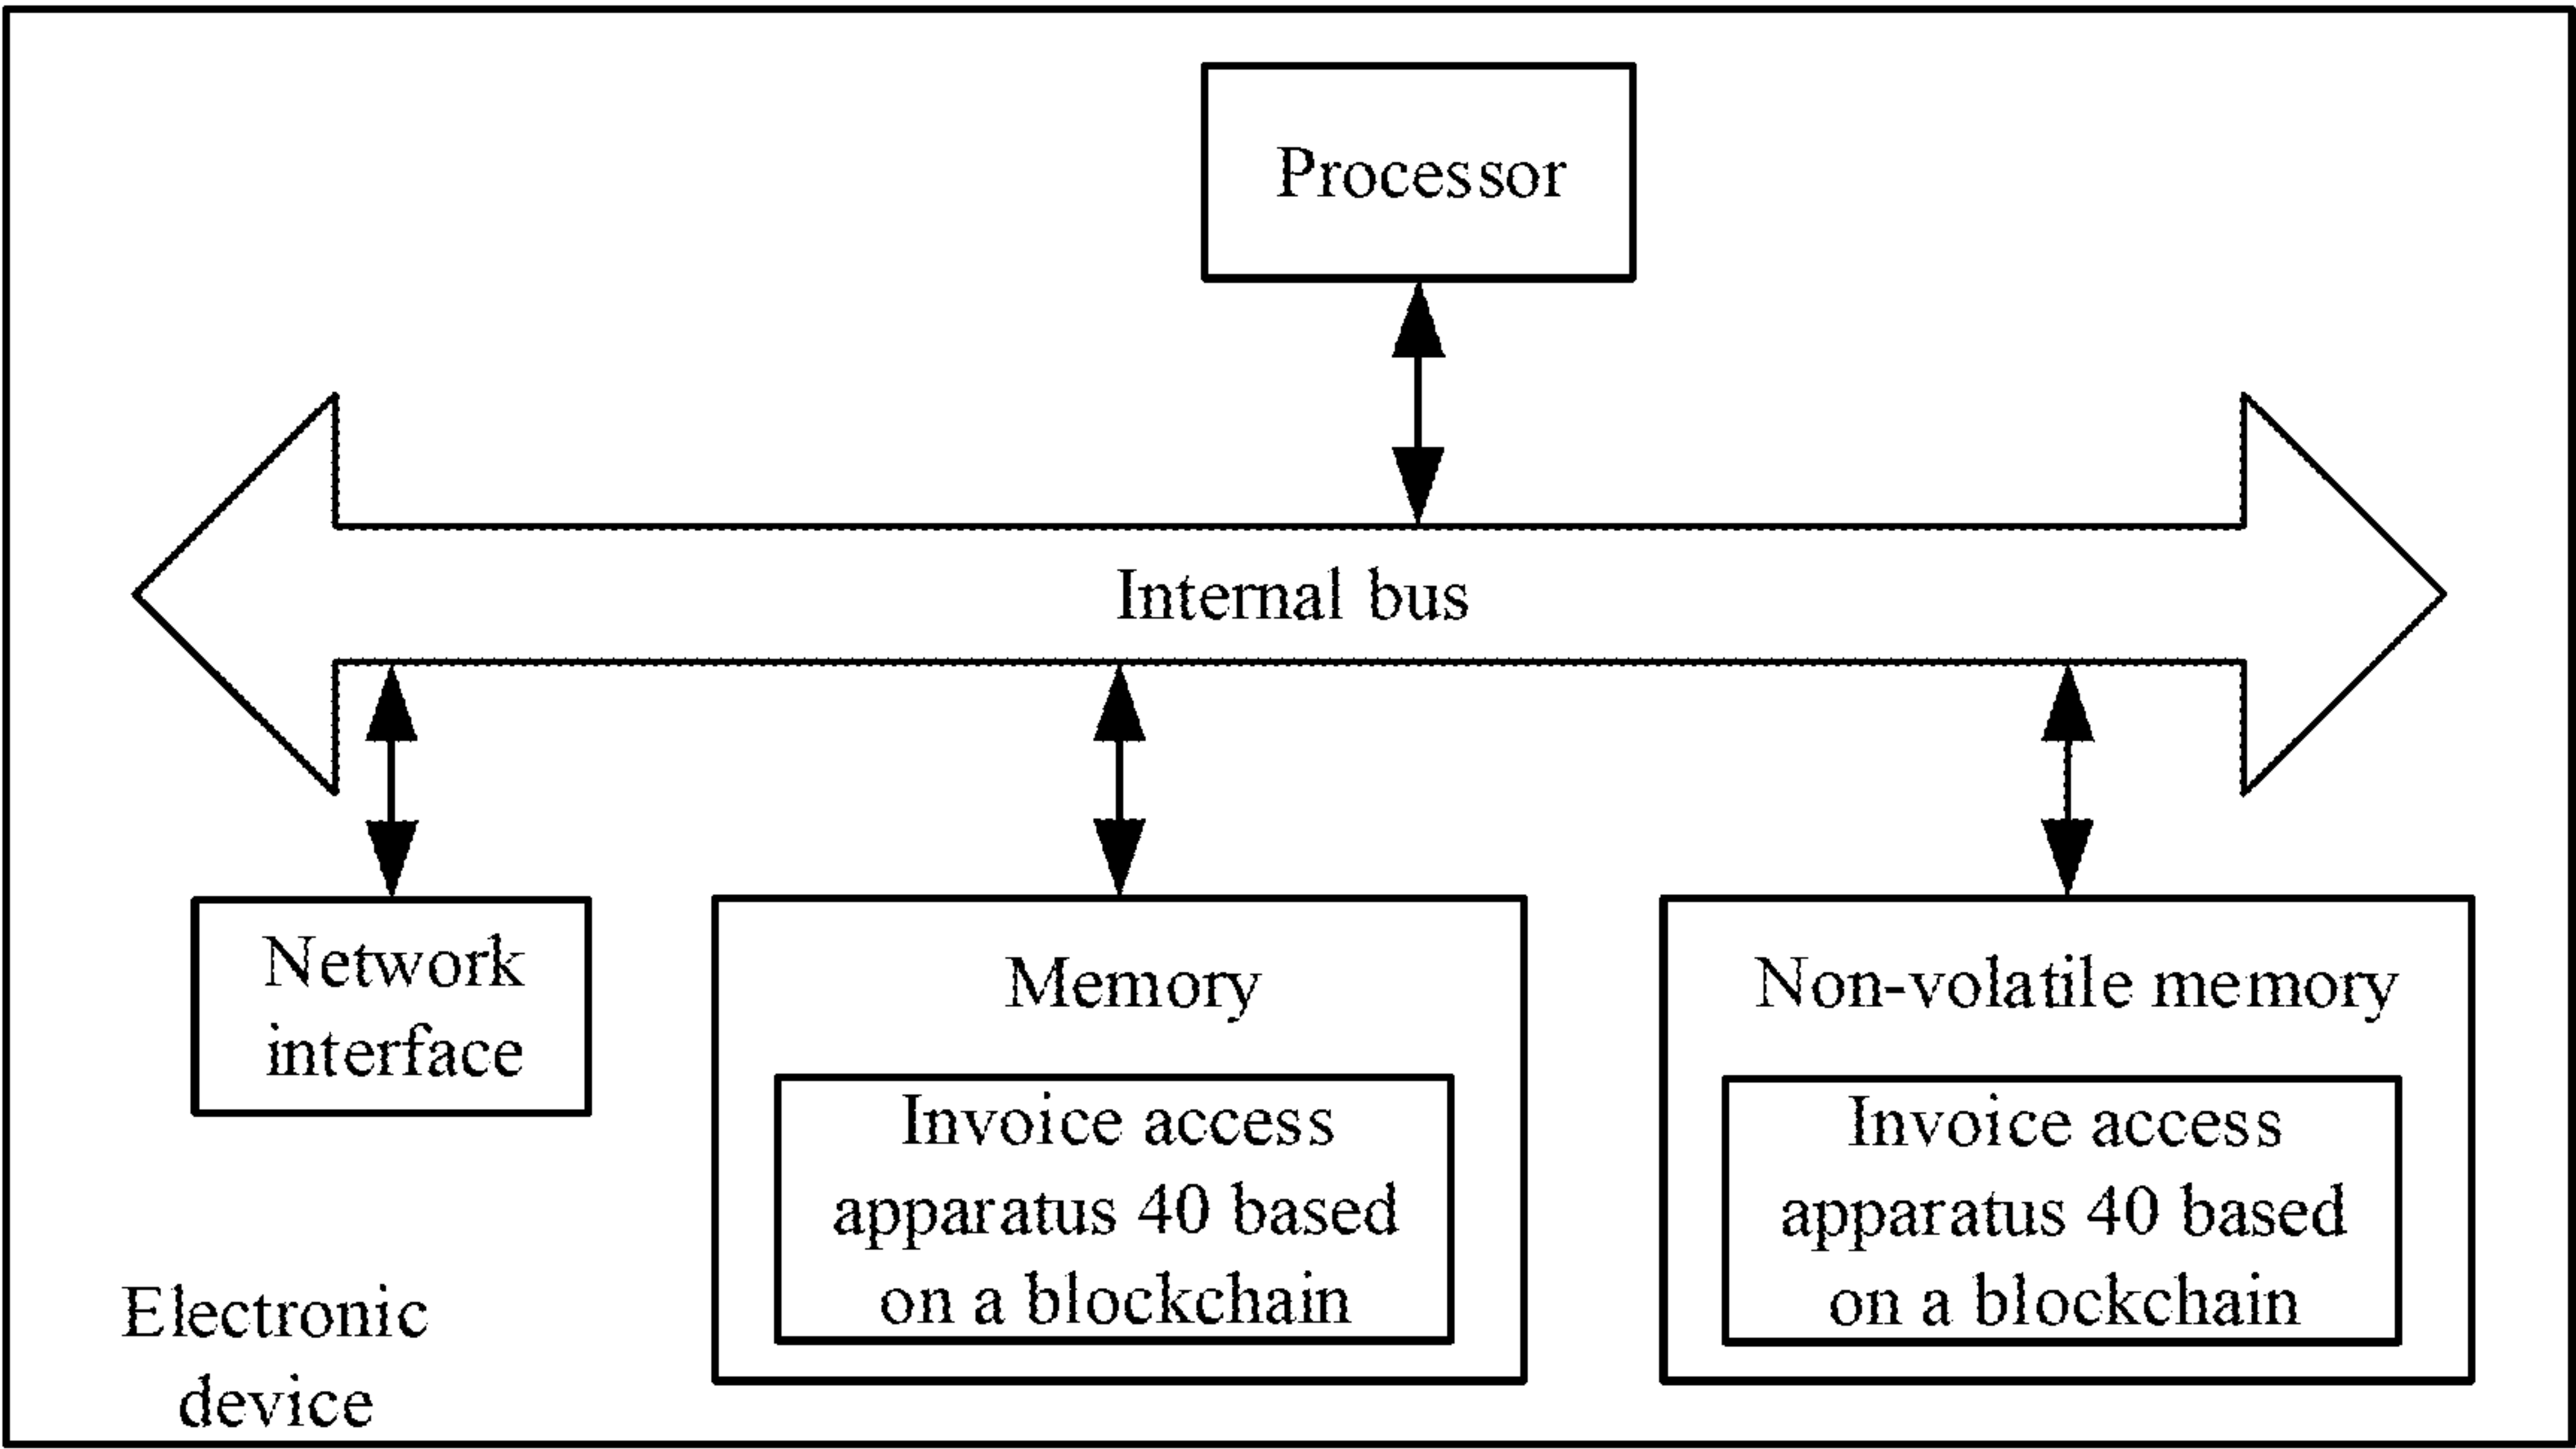 Processor
Internal bus
Network
interface
Memory
Invoice access
apparatus 40 based
on a blockchain
Non-volatile memory
Invoice access
apparatus 40 based
on a blockchain
Electronic
device